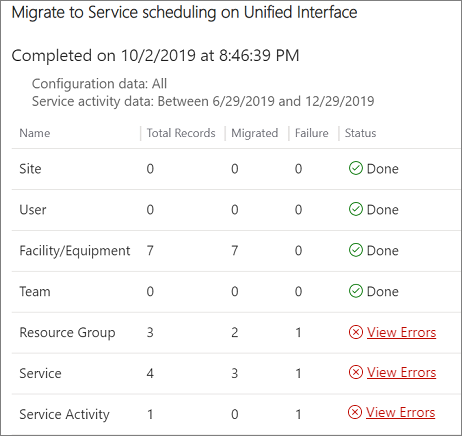 Migrate to Service scheduling on Unified Interface
Completed on 10/2/2019 at 8:46:39 PM
Configuration data: All
Service activity data: Between 6/29/2019 and 12/29/2019
Name Total Records Migrated Failure Status
Site 0 0 0 Done
User 0 0 0 Done
Facility/Equipment 7 7 0 Done
Team 0 0 0 Done
Resource Group 3 2 1 View Errors
Service 4 3 1 View Errors
Service Activity 1 0 1 View Errors